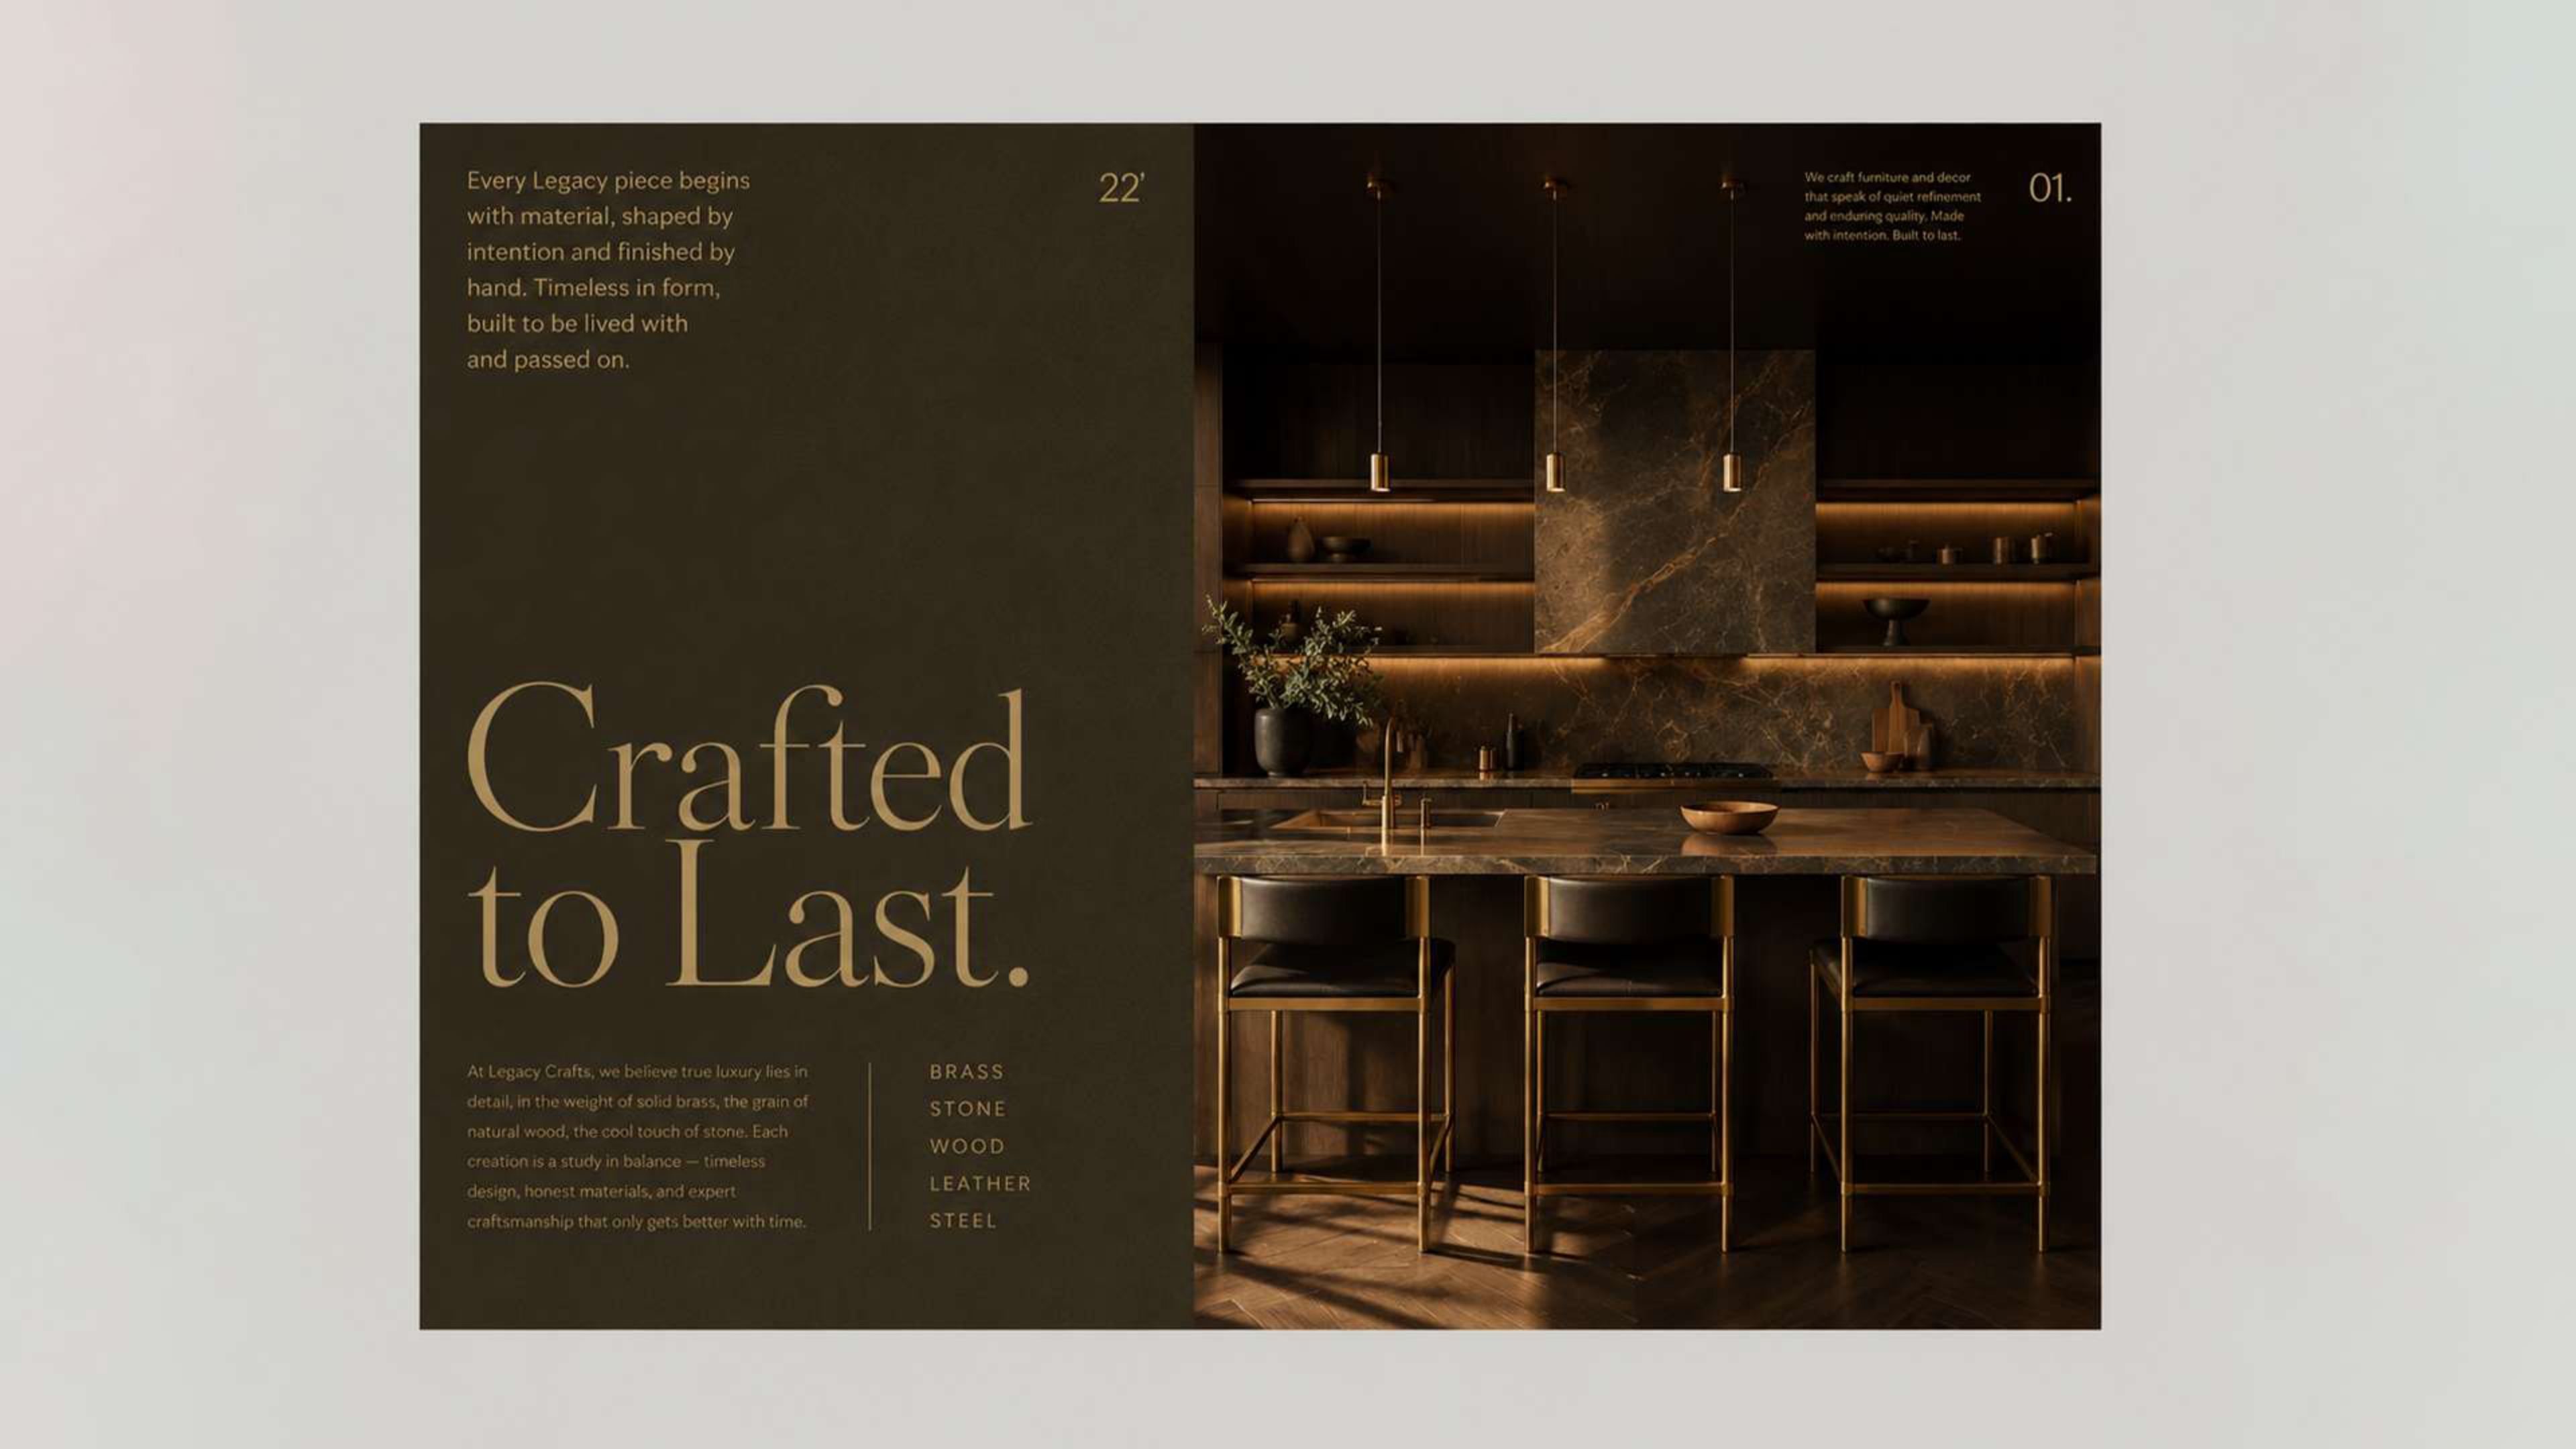 Every Legacy piece begins
with material, shaped by
intention and finished by
hand. Timeless in form,
built to be lived with
and passed on.
22’
Crafted
to Last.
At Legacy Crafts, we believe true luxury lies in
detail, in the weight of solid brass, the grain of
natural wood, the cool touch of stone. Each
creation is a study in balance — timeless
design, honest materials, and expert
craftsmanship that only gets better with time.
BRASS
STONE
WOOD
LEATHER
STEEL
We craft furniture and decor
that speak of quiet refinement
and enduring quality. Made
with intention. Built to last.
01.